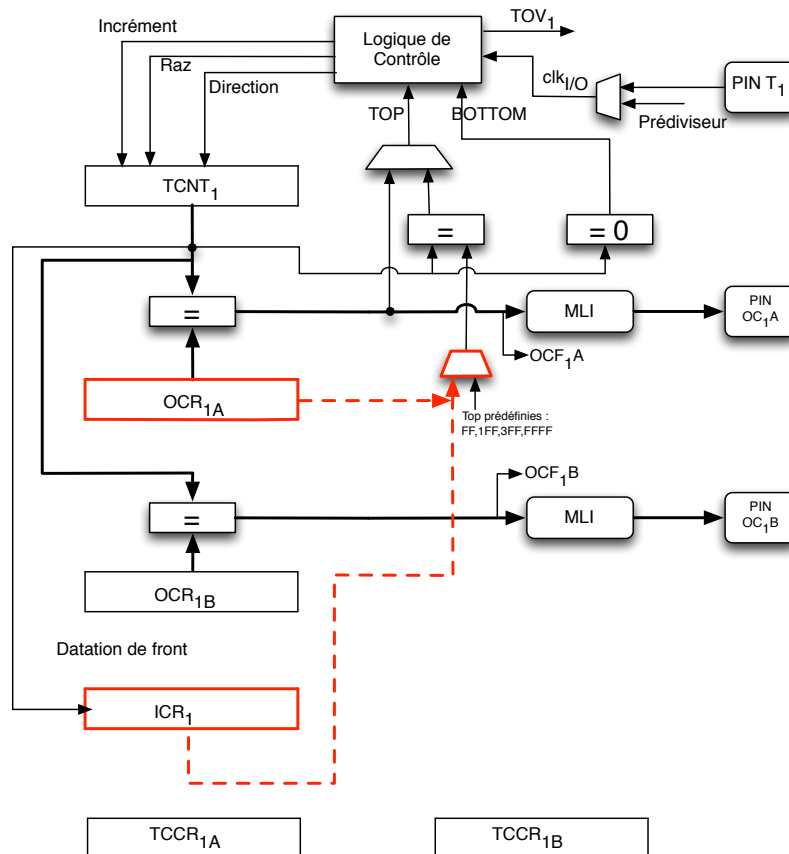 TOV1
Incrément
Logique de
Contrôle
Raz
Direction
clkI/O
PIN T1
TOP
BOTTOM
Prédiviseur
TCNT1
=
= 0
=
MLI
PIN
OC1A
OCF1A
OCR1A
Top prédéfinies :
FF,1FF,3FF,FFFF
OCF1B
=
MLI
PIN
OC1B
OCR1B
Datation de front
ICR1
TCCR1A
TCCR1B